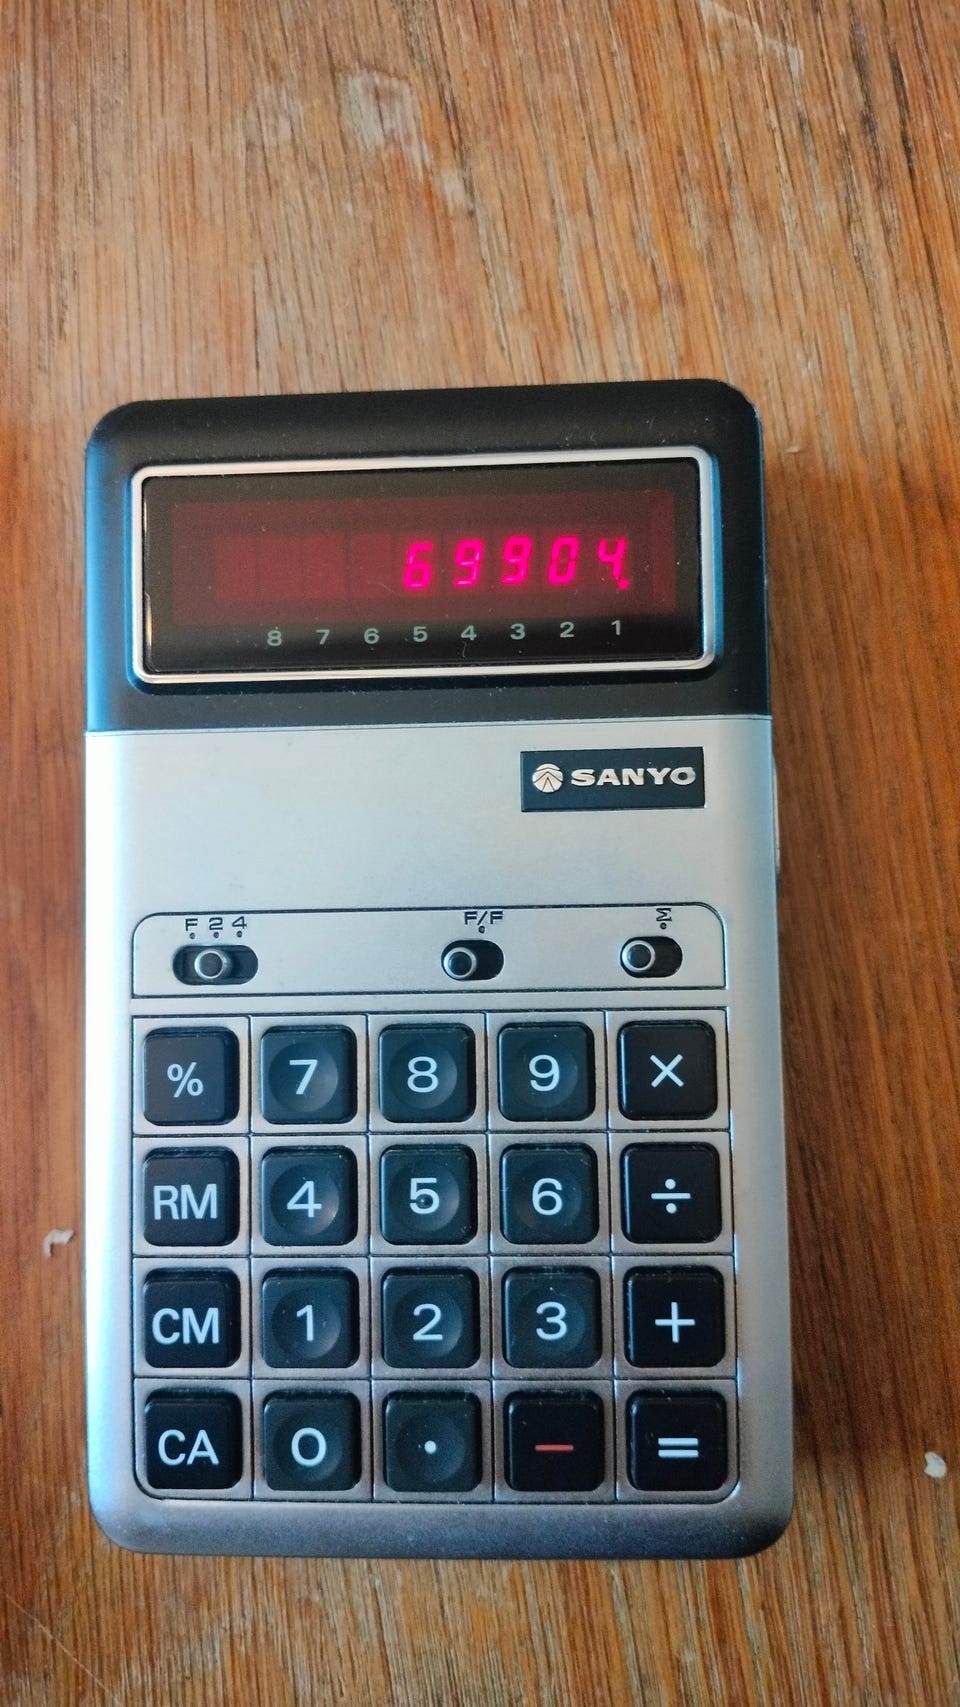 69904.
8 7 6 5 4 3 2 1
SANYO
F 2 4 F/F Σ
% 7 8 9 ×
RM 4 5 6 ÷
CM 1 2 3 +
CA 0 · − =